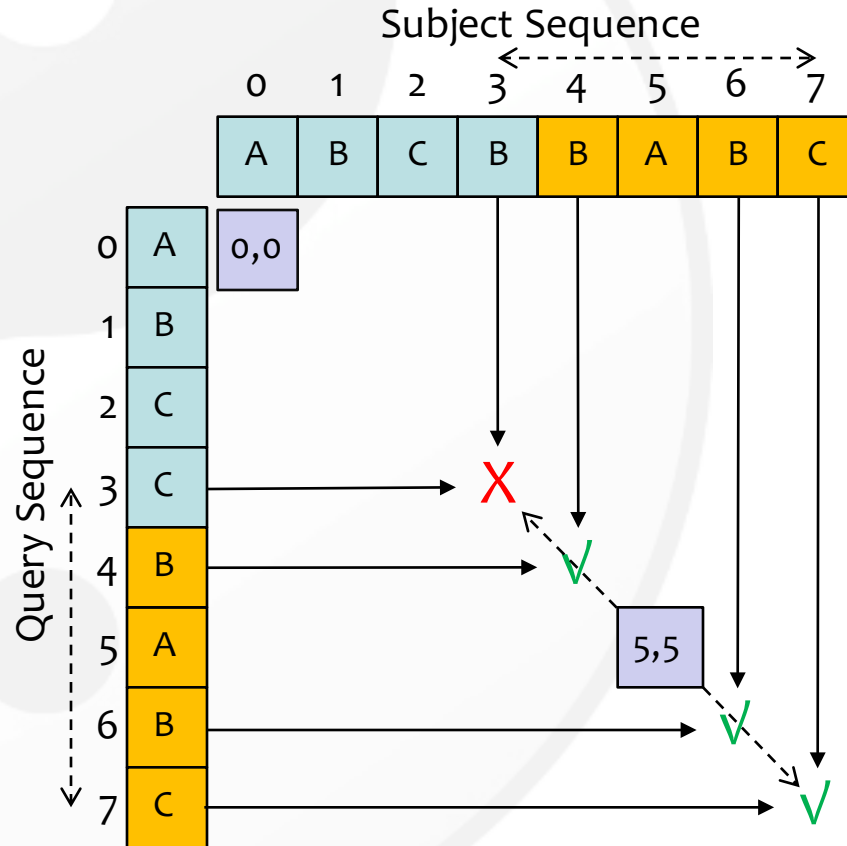 Subject Sequence
0 1 2 3 4 5 6 7
A B C B B A B C
Query Sequence
0 A 0,0
1 B
2 C
3 C X
4 B √
5 A 5,5
6 B √
7 C √